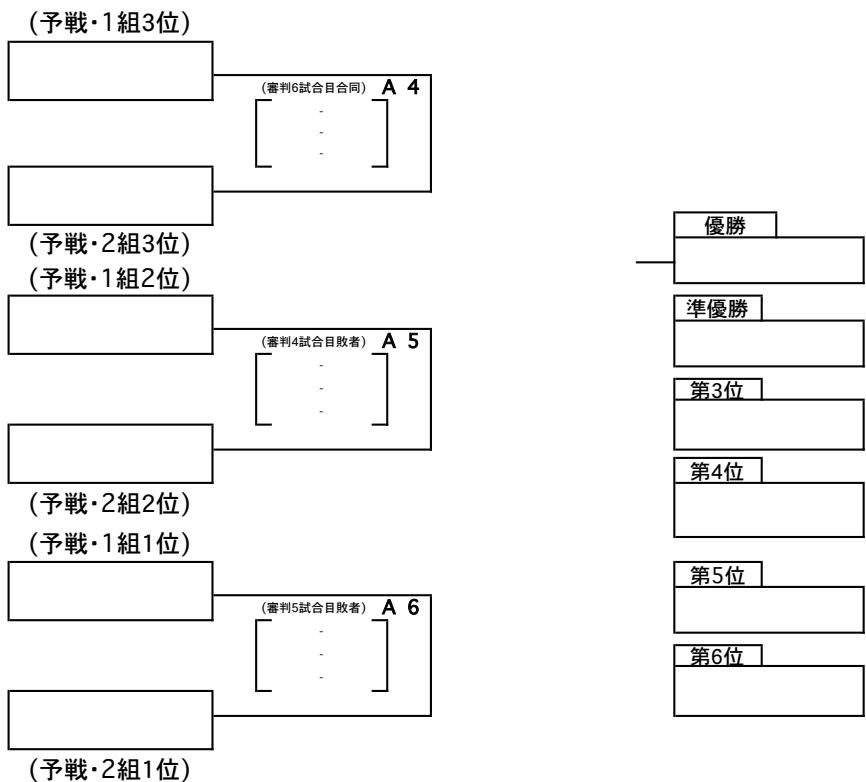 (予戦・1組3位)
(審判6試合目合同) A 4
-
-
-
(予戦・2組3位)
(予戦・1組2位)
(審判4試合目敗者) A 5
-
-
-
(予戦・2組2位)
(予戦・1組1位)
(審判5試合目敗者) A 6
-
-
-
(予戦・2組1位)
優勝
準優勝
第3位
第4位
第5位
第6位